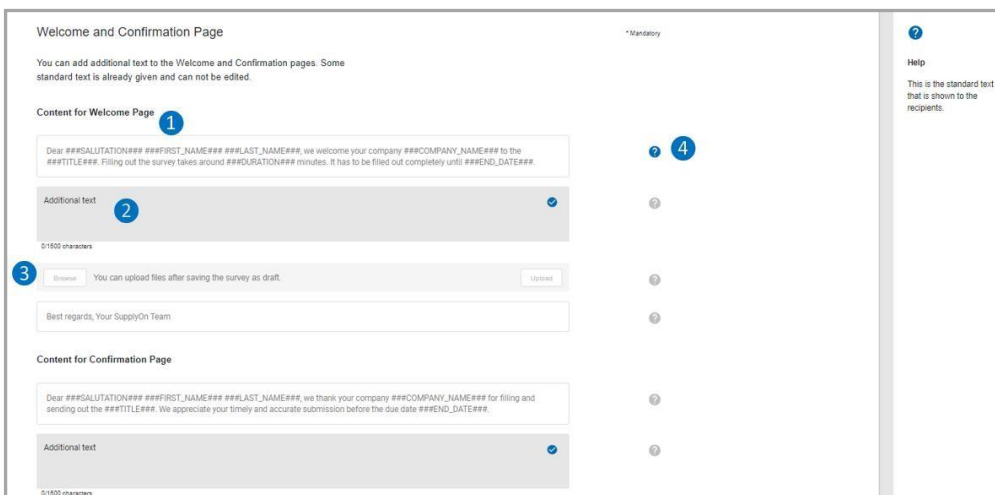 Welcome and Confirmation Page
* Mandatory
You can add additional text to the Welcome and Confirmation pages. Some
standard text is already given and can not be edited.
Help
This is the standard text
that is shown to the
recipients.
Content for Welcome Page
1
Dear ###SALUTATION### ###FIRST_NAME### ###LAST_NAME###, we welcome your company ###COMPANY_NAME### to the
###TITLE###. Filling out the survey takes around ###DURATION### minutes. It has to be filled out completely until ###END_DATE###.
4
Additional text
2
0/1500 characters
3
Browse
You can upload files after saving the survey as draft.
Upload
Best regards, Your SupplyOn Team
Content for Confirmation Page
Dear ###SALUTATION### ###FIRST_NAME### ###LAST_NAME###, we thank your company ###COMPANY_NAME### for filling and
sending out the ###TITLE###. We appreciate your timely and accurate submission before the due date ###END_DATE###.
Additional text
0/1500 characters